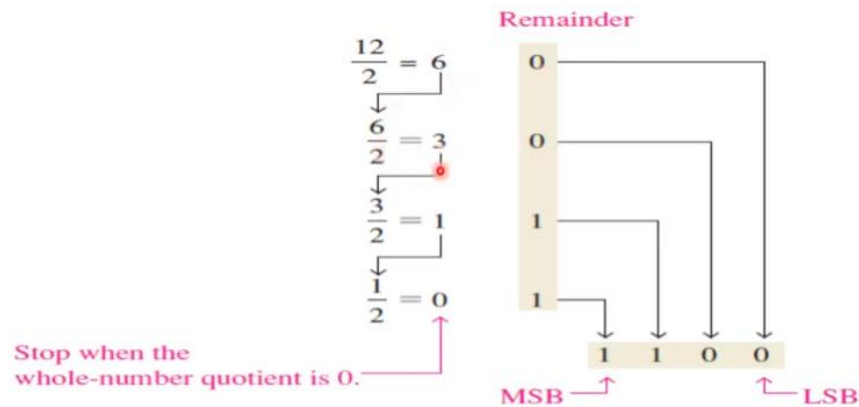 Remainder
12/2 = 6 0
6/2 = 3 0
3/2 = 1 1
1/2 = 0 1
Stop when the
whole-number quotient is 0.
1 1 0 0
MSB LSB